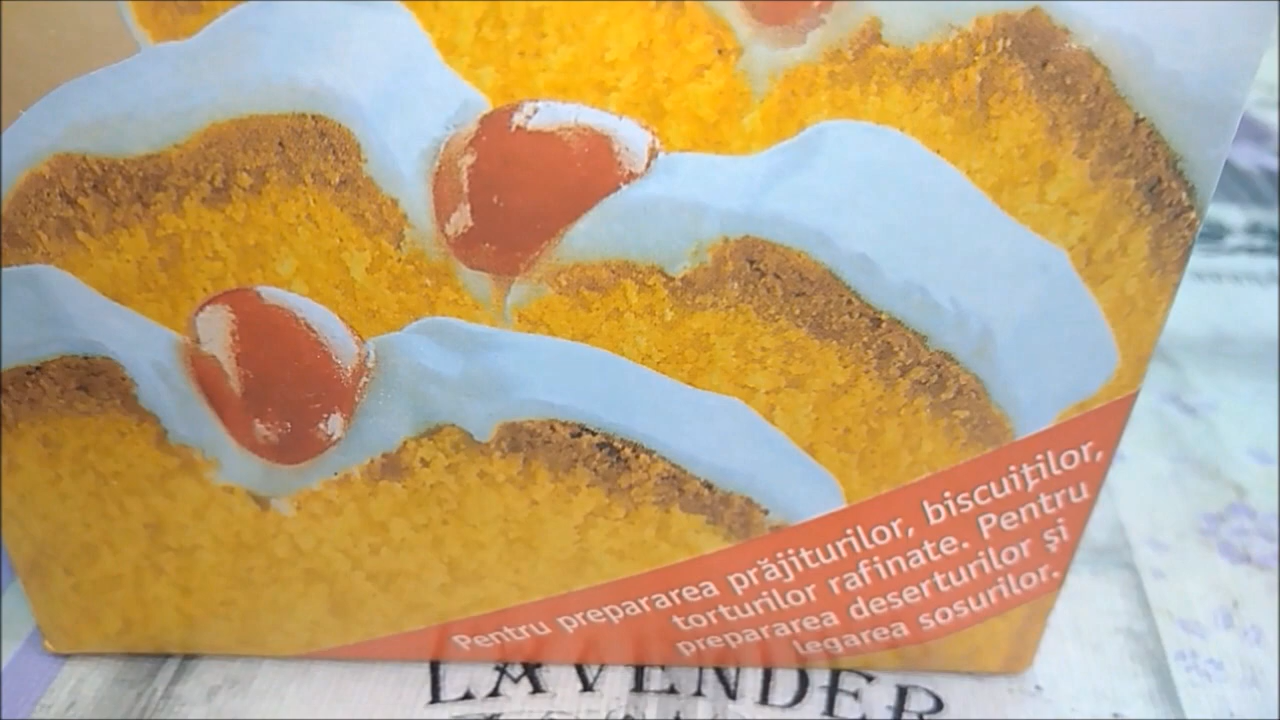 Pentru prepararea prăjiturilor, biscuiţilor,
torturilor rafinate. Pentru
prepararea deserturilor şi
legarea sosurilor.
LAVENDER